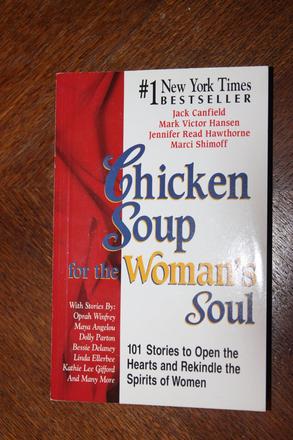 #1 New York Times
BESTSELLER
Jack Canfield
Mark Victor Hansen
Jennifer Read Hawthorne
Marci Shimoff
Chicken
Soup
for the Woman's
Soul
With Stories By:
Oprah Winfrey
Maya Angelou
Dolly Parton
Bessie Delaney
Linda Ellerbee
Kathie Lee Gifford
And Many More
101 Stories to Open the
Hearts and Rekindle the
Spirits of Women